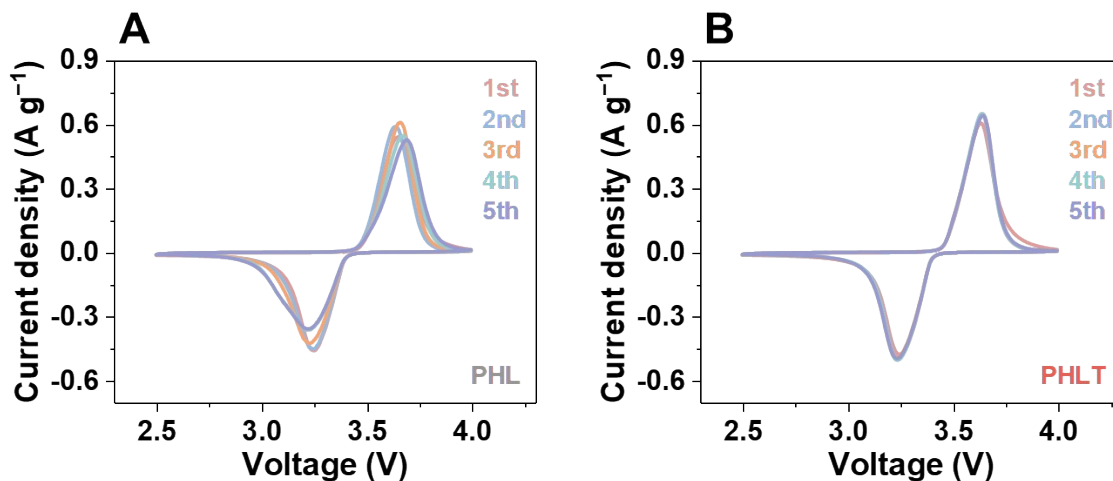 A
Current density (A g⁻¹)
0.9
0.6
0.3
0.0
-0.3
-0.6
1st
2nd
3rd
4th
5th
PHL
2.5 3.0 3.5 4.0
Voltage (V)
B
Current density (A g⁻¹)
0.9
0.6
0.3
0.0
-0.3
-0.6
1st
2nd
3rd
4th
5th
PHLT
2.5 3.0 3.5 4.0
Voltage (V)